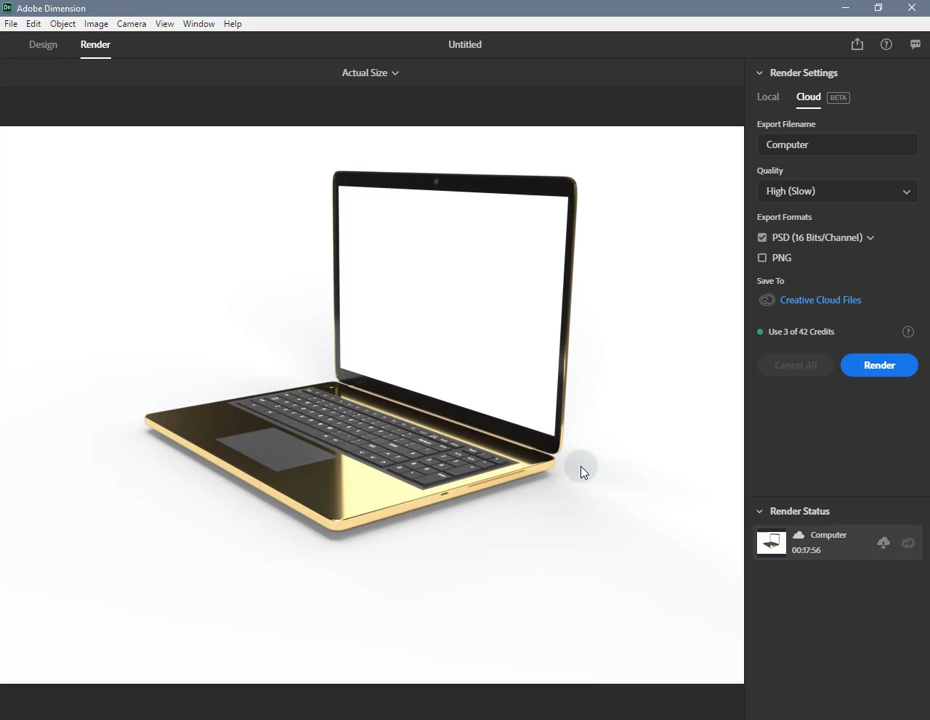 Dn Adobe Dimension
File Edit Object Image Camera View Window Help
Design Render Untitled
Actual Size
Render Settings
Local Cloud BETA
Export Filename
Computer
Quality
High (Slow)
Export Formats
PSD (16 Bits/Channel)
PNG
Save To
Creative Cloud Files
Use 3 of 42 Credits
Cancel All Render
Render Status
Computer
00:17:56